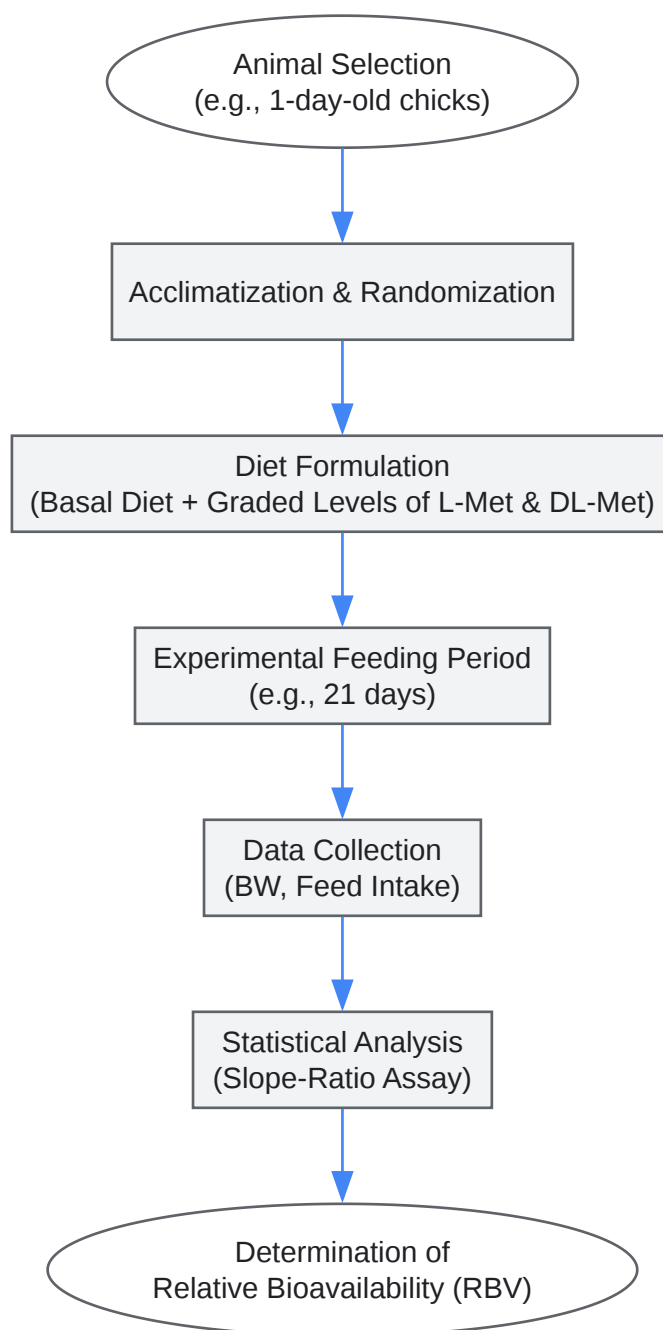 Animal Selection
(e.g., 1-day-old chicks)
Acclimatization & Randomization
Diet Formulation
(Basal Diet + Graded Levels of L-Met & DL-Met)
Experimental Feeding Period
(e.g., 21 days)
Data Collection
(BW, Feed Intake)
Statistical Analysis
(Slope-Ratio Assay)
Determination of
Relative Bioavailability (RBV)